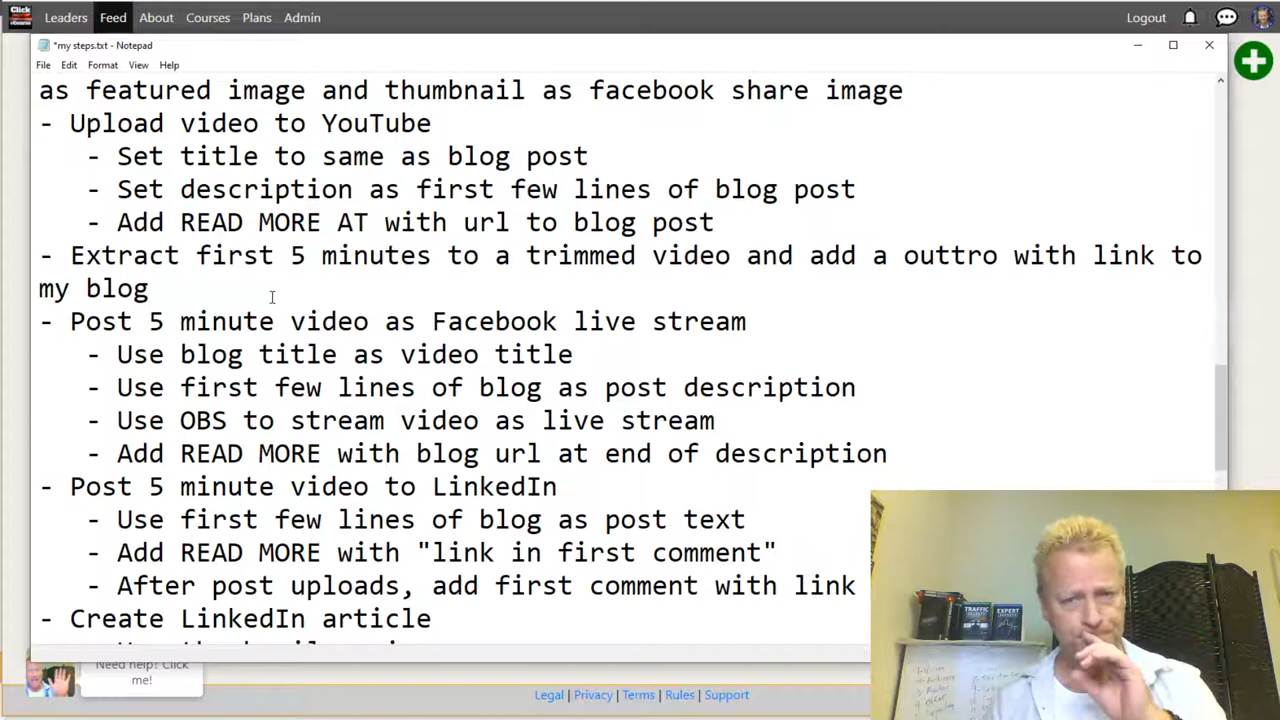 Click
Leaders
Feed
About
Courses
Plans
Admin
Logout
*my steps.txt - Notepad
File Edit Format View Help
as featured image and thumbnail as facebook share image
- Upload video to YouTube
- Set title to same as blog post
- Set description as first few lines of blog post
- Add READ MORE AT with url to blog post
- Extract first 5 minutes to a trimmed video and add a outtro with link to
my blog
- Post 5 minute video as Facebook live stream
- Use blog title as video title
- Use first few lines of blog as post description
- Use OBS to stream video as live stream
- Add READ MORE with blog url at end of description
- Post 5 minute video to LinkedIn
- Use first few lines of blog as post text
- Add READ MORE with "link in first comment"
- After post uploads, add first comment with link
- Create LinkedIn article
TRAFFIC
EXPERT
Need help? Click
me!
Legal | Privacy | Terms | Rules | Support